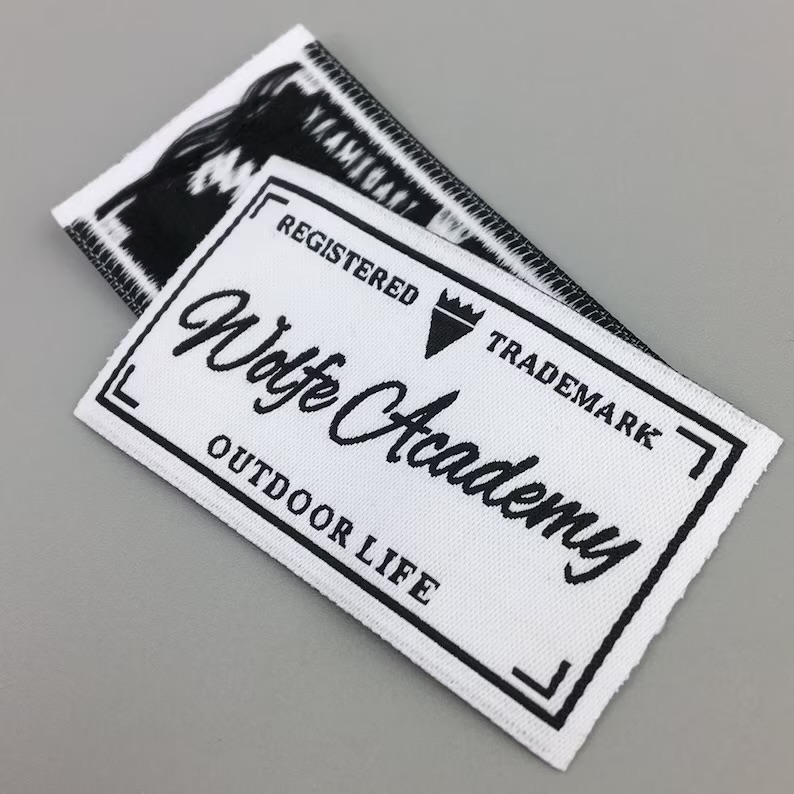 REGISTERED TRADEMARK
Wolfe Academy
OUTDOOR LIFE